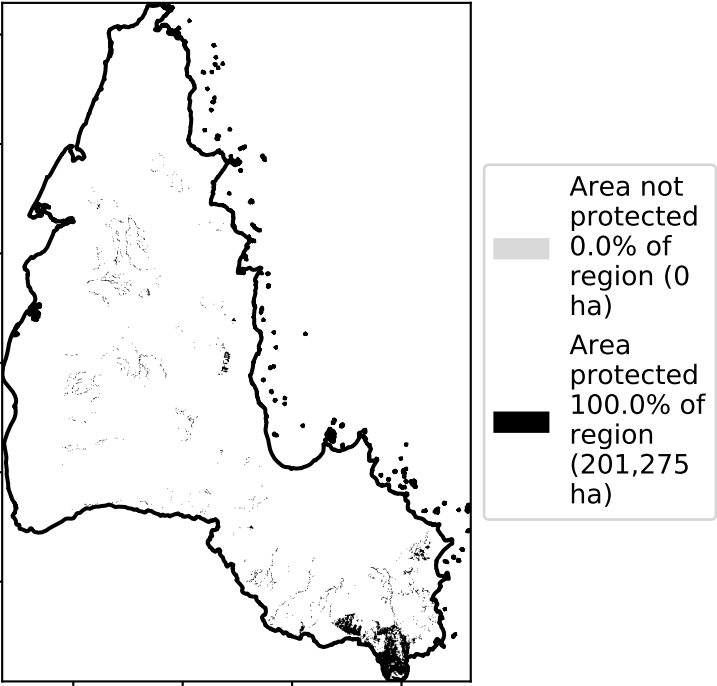 Area not
protected
0.0% of
region (0
ha)
Area
protected
100.0% of
region
(201,275
ha)